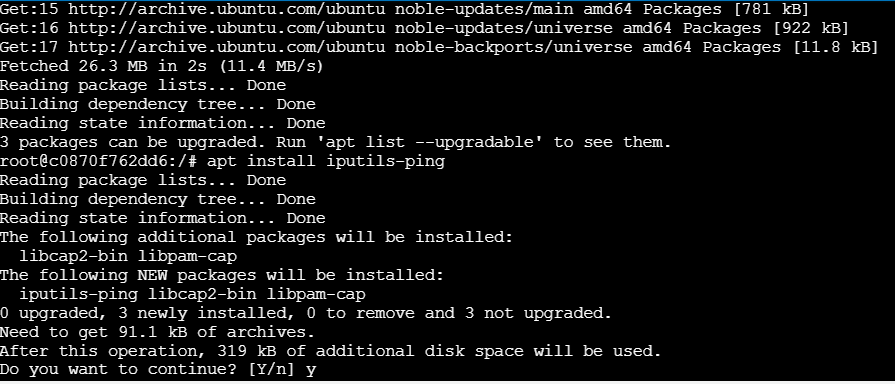 Get:15 http://archive.ubuntu.com/ubuntu noble-updates/main amd64 Packages [781 kB]
Get:16 http://archive.ubuntu.com/ubuntu noble-updates/universe amd64 Packages [922 kB]
Get:17 http://archive.ubuntu.com/ubuntu noble-backports/universe amd64 Packages [11.8 kB]
Fetched 26.3 MB in 2s (11.4 MB/s)
Reading package lists... Done
Building dependency tree... Done
Reading state information... Done
3 packages can be upgraded. Run 'apt list --upgradable' to see them.
root@c0870f762dd6:/# apt install iputils-ping
Reading package lists... Done
Building dependency tree... Done
Reading state information... Done
The following additional packages will be installed:
  libcap2-bin libpam-cap
The following NEW packages will be installed:
  iputils-ping libcap2-bin libpam-cap
0 upgraded, 3 newly installed, 0 to remove and 3 not upgraded.
Need to get 91.1 kB of archives.
After this operation, 319 kB of additional disk space will be used.
Do you want to continue? [Y/n] y